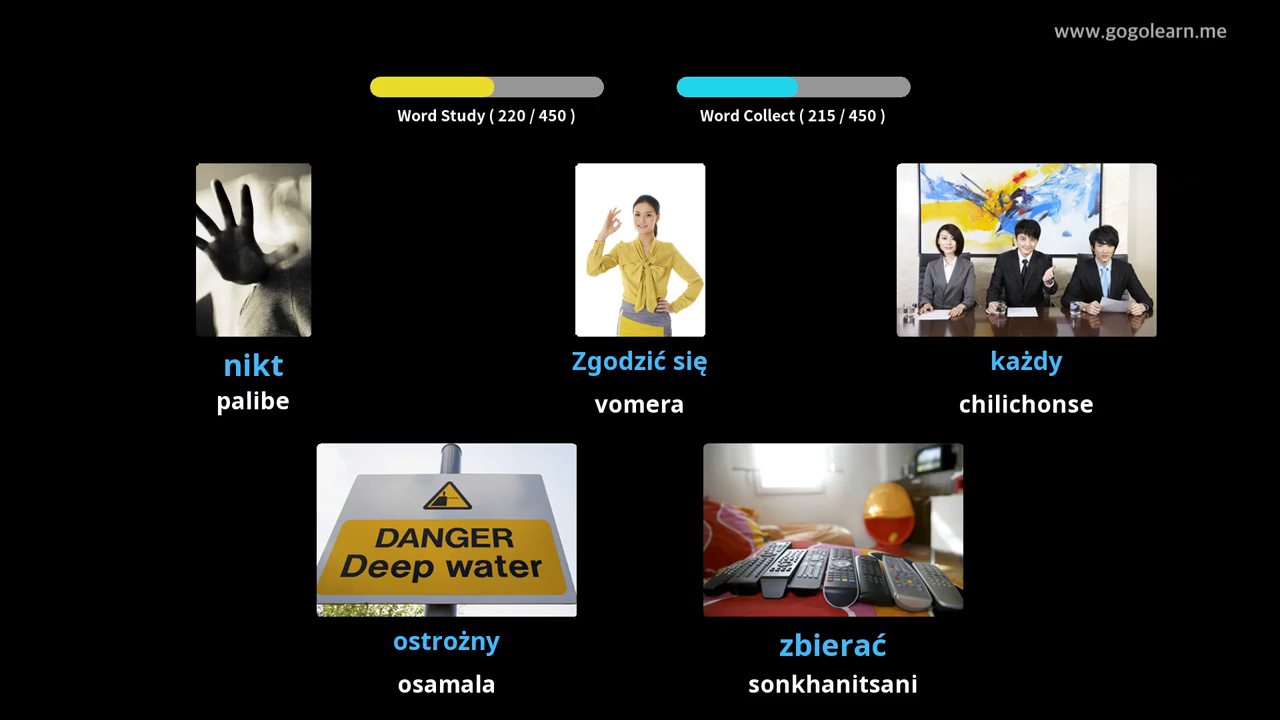 www.gogolearn.me
Word Study ( 220 / 450 )
Word Collect ( 215 / 450 )
nikt
palibe
Zgodzić się
vomera
każdy
chilichonse
DANGER
Deep water
ostrożny
osamala
zbierać
sonkhanitsani